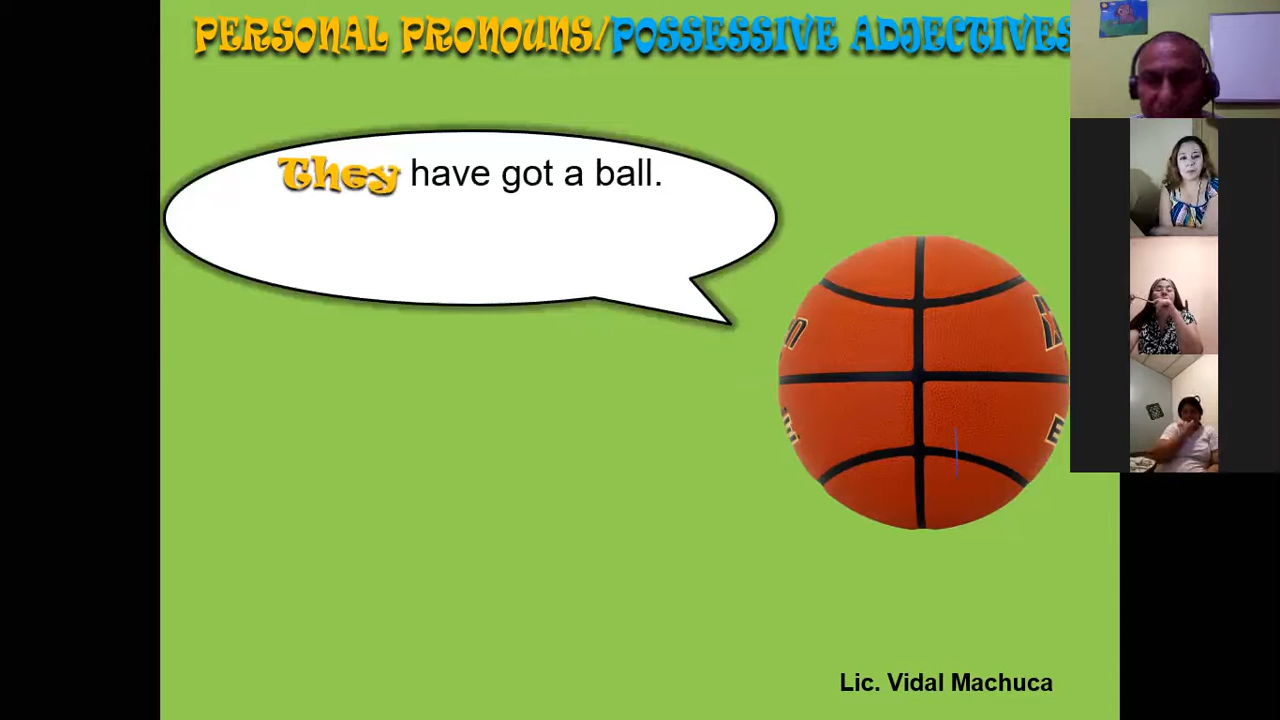 PERSONAL PRONOUNS/POSSESSIVE ADJECTIVES
They have got a ball.
Lic. Vidal Machuca